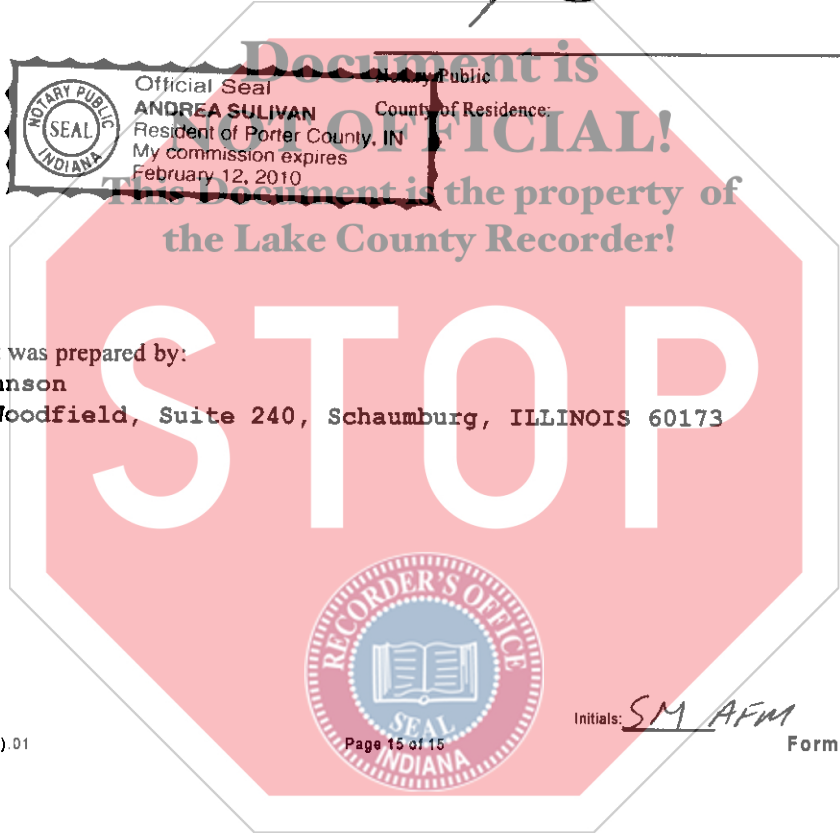 Document is
NOT OFFICIAL!
This Document is the property of
the Lake County Recorder!
Notary Public
County of Residence:
Official Seal
ANDREA SULIVAN
Resident of Porter County, IN
My commission expires
February 12, 2010
NOTARY PUBLIC
SEAL
INDIANA
was prepared by:
nson
Woodfield, Suite 240, Schaumburg, ILLINOIS 60173
STOP
RECORDER'S OFFICE
SEAL
INDIANA
Initials: SM AFM
).01
Page 15 of 15
Form